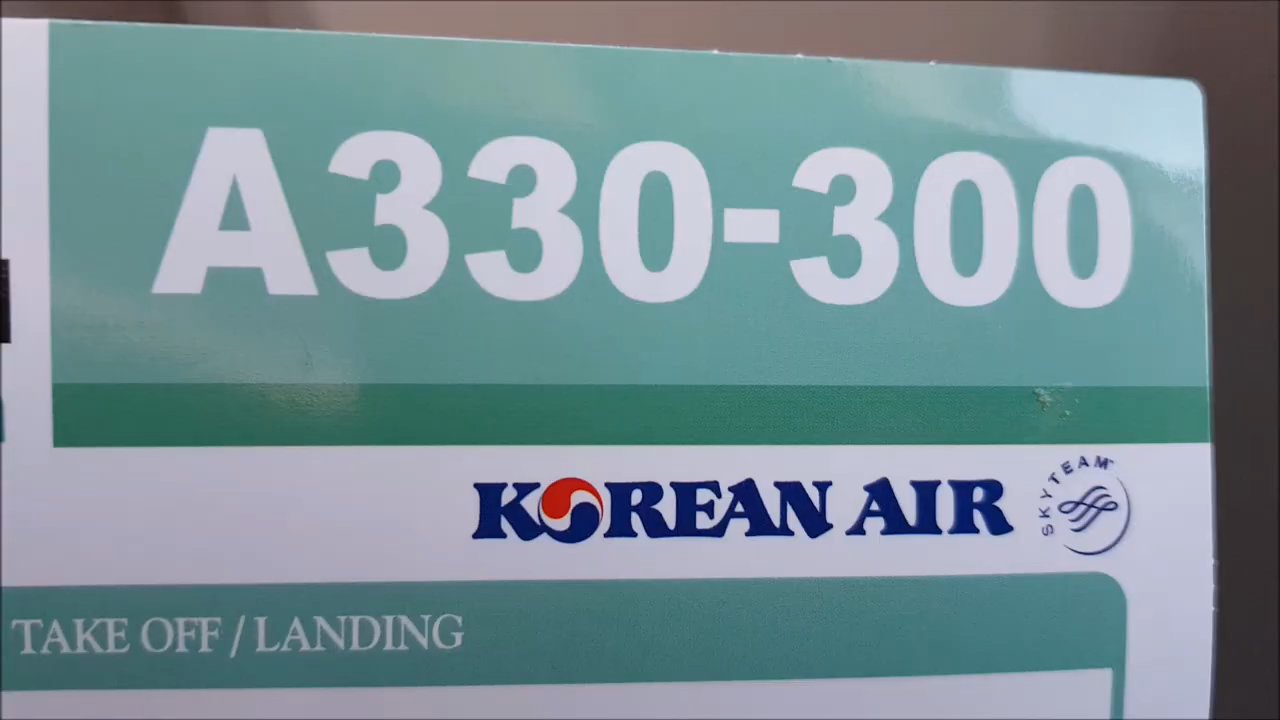 A330-300
KOREAN AIR
SKYTEAM
TAKE OFF / LANDING